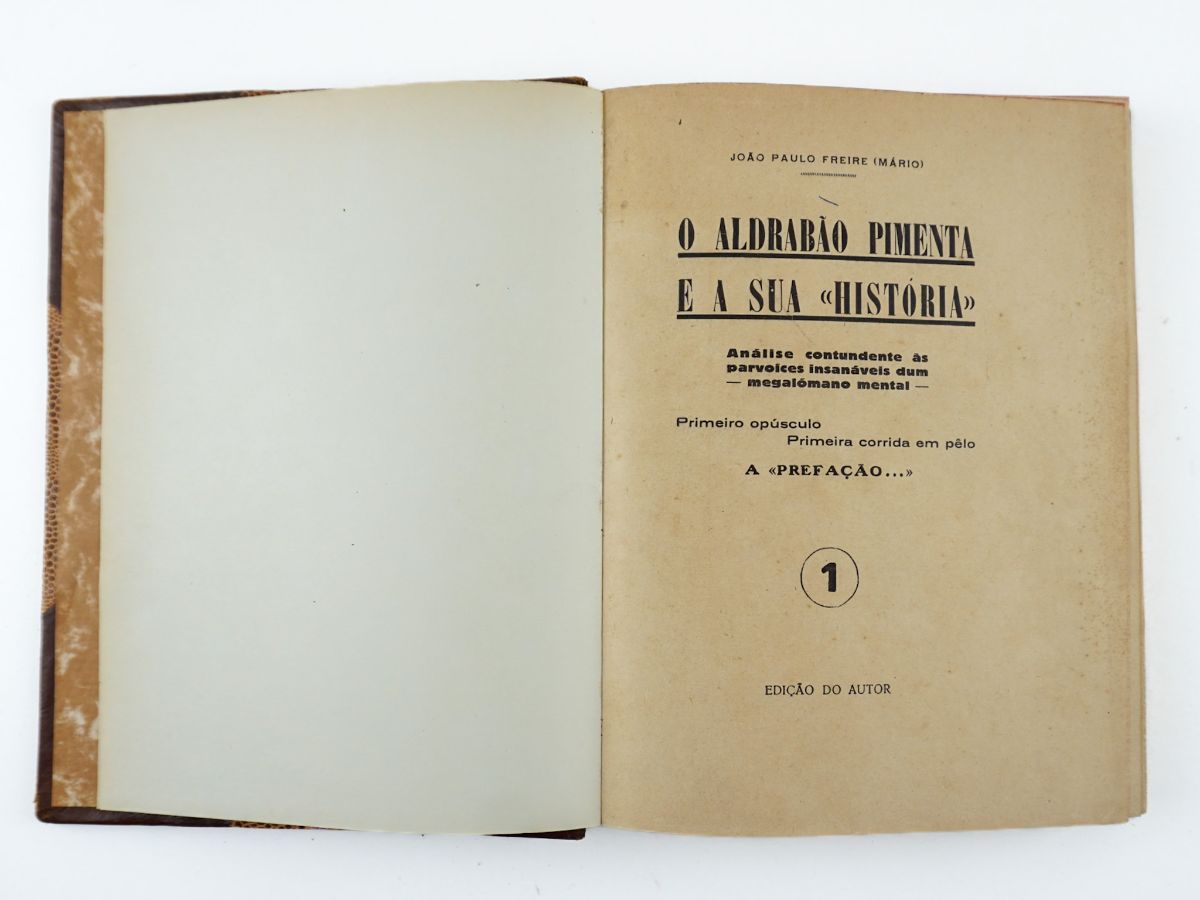 JOÃO PAULO FREIRE (MÁRIO)
O ALDRABÃO PIMENTA
E A SUA «HISTÓRIA»
Análise contundente às
parvoíces insanáveis dum
— megalómano mental —
Primeiro opúsculo
Primeira corrida em pêlo
A «PREFAÇÃO...»
1
EDIÇÃO DO AUTOR